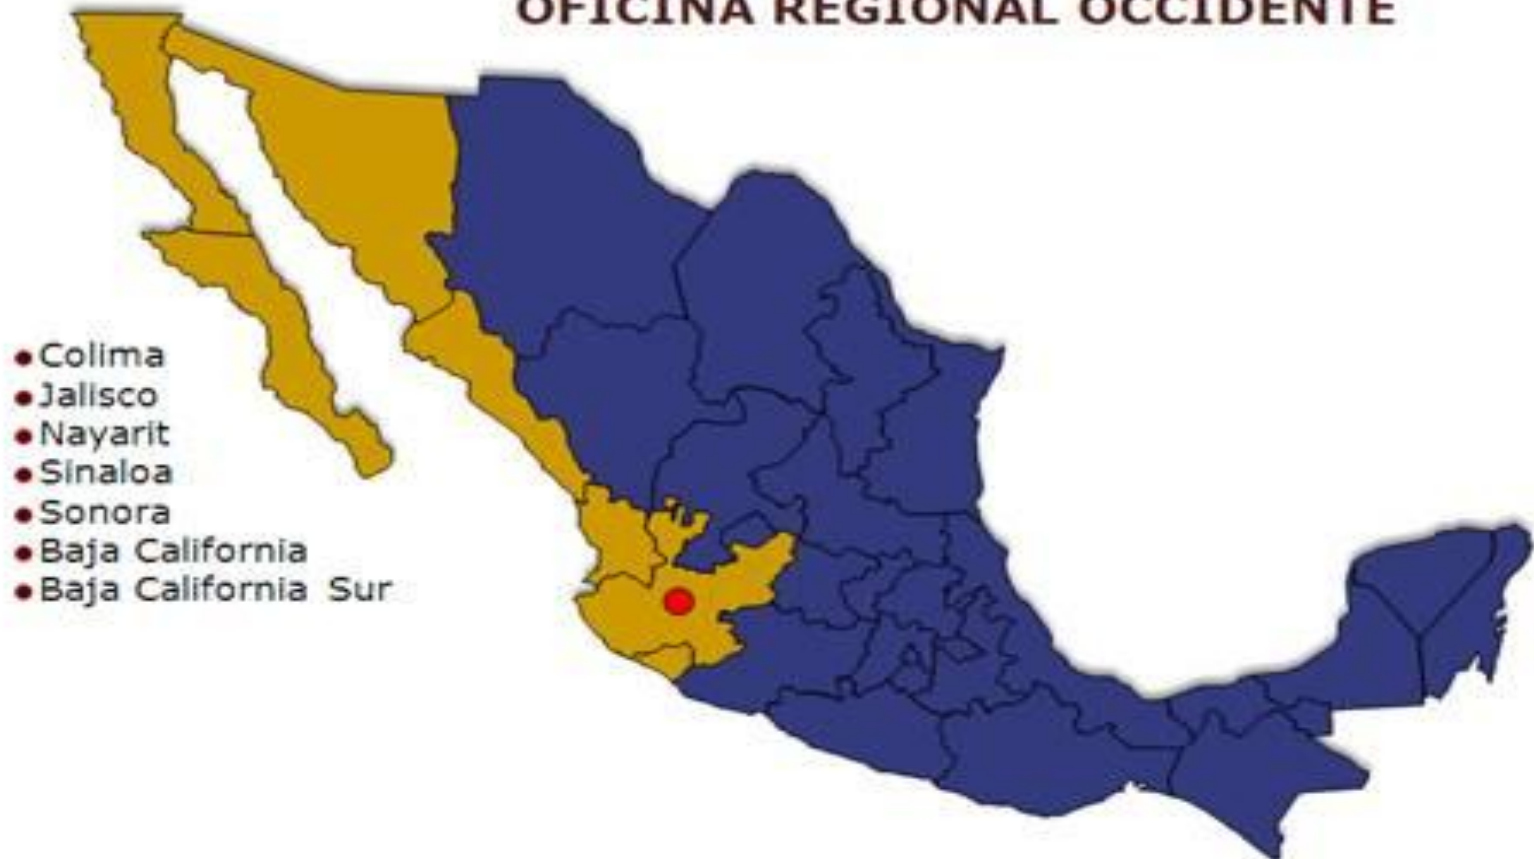 OFICINA REGIONAL OCCIDENTE
Colima
Jalisco
Nayarit
Sinaloa
Sonora
Baja California
Baja California Sur